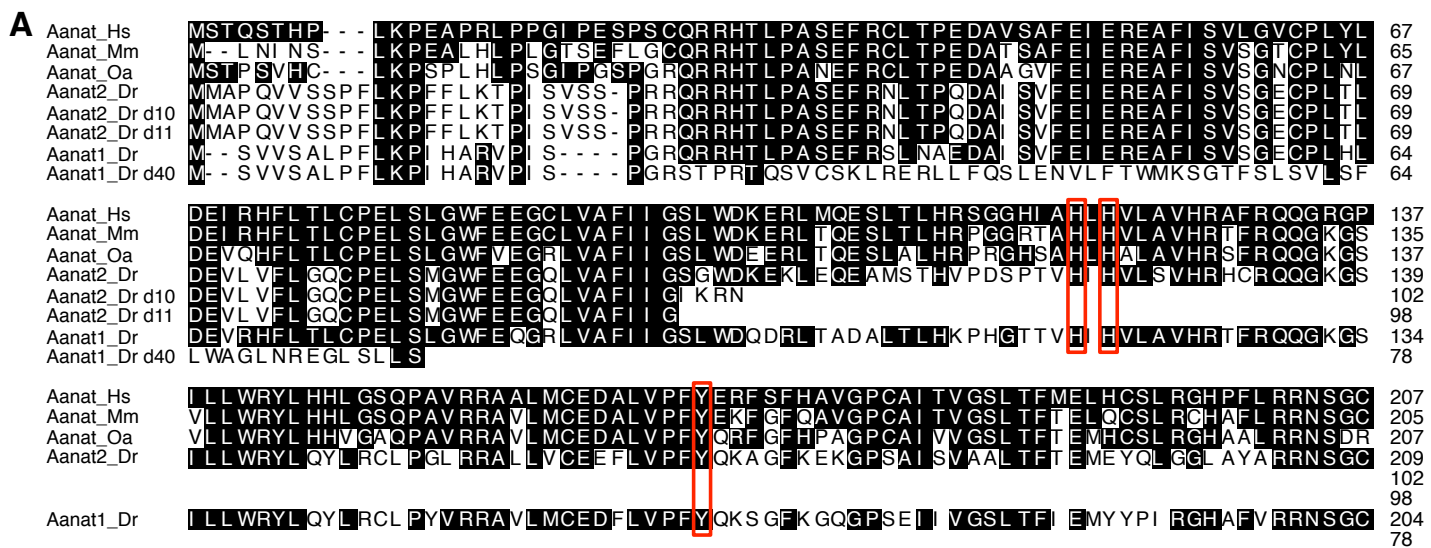 A
Aanat_Hs MSTQSTHP---LKPEAPRLPPGIPESPSCQRRHTLPASEFRCLTPEDAVSAFEIEREAFISVLGVCPLYL 67
Aanat_Mm M--LNINS---LKPEALHLPLGTSEFLGCQRRHTLPASEFRCLTPEDATSAFEIEREAFISVSGTCPLYL 65
Aanat_Oa MSTPSVHC---LKPSPLHLPSGIPGSPGRQRRHTLPANEFRCLTPEDAAGVFEIEREAFISVSGNCPLNL 67
Aanat2_Dr MMAPQVVSSPFLKPFFLKTPISVSS-PRRQRRHTLPASEFRNLTPQDAISVFEIEREAFISVSGECPLTL 69
Aanat2_Dr d10 MMAPQVVSSPFLKPFFLKTPISVSS-PRRQRRHTLPASEFRNLTPQDAISVFEIEREAFISVSGECPLTL 69
Aanat2_Dr d11 MMAPQVVSSPFLKPFFLKTPISVSS-PRRQRRHTLPASEFRNLTPQDAISVFEIEREAFISVSGECPLTL 69
Aanat1_Dr M--SVVSALPFLKPIHARVPIS----PGRQRRHTLPASEFRSLNAEDAISVFEIEREAFISVSGECPLHL 64
Aanat1_Dr d40 M--SVVSALPFLKPIHARVPIS----PGRSTPRTQSVCSKLRERLLFQSLENVLFTWMKSGTFSLSVLSF 64
Aanat_Hs DEIRHFLTLCPELSLGWFEEGCLVAFIIGSLWDKERLMQESLTLHRSGGHIAHLHVLAVHRAFRQQGRGP 137
Aanat_Mm DEIRHFLTLCPELSLGWFEEGCLVAFIIGSLWDKERLTQESLTLHRPGGRTAHLHVLAVHRTFRQQGKGS 135
Aanat_Oa DEVQHFLTLCPELSLGWFVEGRLVAFIIGSLWDEERLTQESLALHRPRGHSAHLHALAVHRSFRQQGKGS 137
Aanat2_Dr DEVLVFLGQCPELSMGWFEEGQLVAFIIGSGWDKEKLEQEAMSTHVPDSPTVHIHVLSVHRHCRQQGKGS 139
Aanat2_Dr d10 DEVLVFLGQCPELSMGWFEEGQLVAFIIGIKRN 102
Aanat2_Dr d11 DEVLVFLGQCPELSMGWFEEGQLVAFIIG 98
Aanat1_Dr DEVRHFLTLCPELSLGWFEQGRLVAFIIGSLWDQDRLTADALTLHKPHGTTVHIHVLAVHRTFRQQGKGS 134
Aanat1_Dr d40 LWAGLNREGLSLLS 78
Aanat_Hs ILLWRYLHHLGSQPAVRRAALMCEDALVPFYERFSFHAVGPCAITVGSLTFMELHCSLRGHPFLRRNSGC 207
Aanat_Mm VLLWRYLHHLGSQPAVRRAVLMCEDALVPFYEKFGFQAVGPCAITVGSLTFTELQCSLRCHAFLRRNSGC 205
Aanat_Oa VLLWRYLHHVGAQPAVRRAVLMCEDALVPFYQRFGFHPAGPCAIVVGSLTFTEMHCSLRGHAALRRNSDR 207
Aanat2_Dr ILLWRYLQYLRCLPGLRRALLVCEEFLVPFYQKAGFKEKGPSAISVAALTFTEMEYQLGGLAYARRNSGC 209
102
98
Aanat1_Dr ILLWRYLQYLRCLPYVRRAVLMCEDFLVPFYQKSGFKGQGPSEIIVGSLTFIEMYYPIRGHAFVRRNSGC 204
78